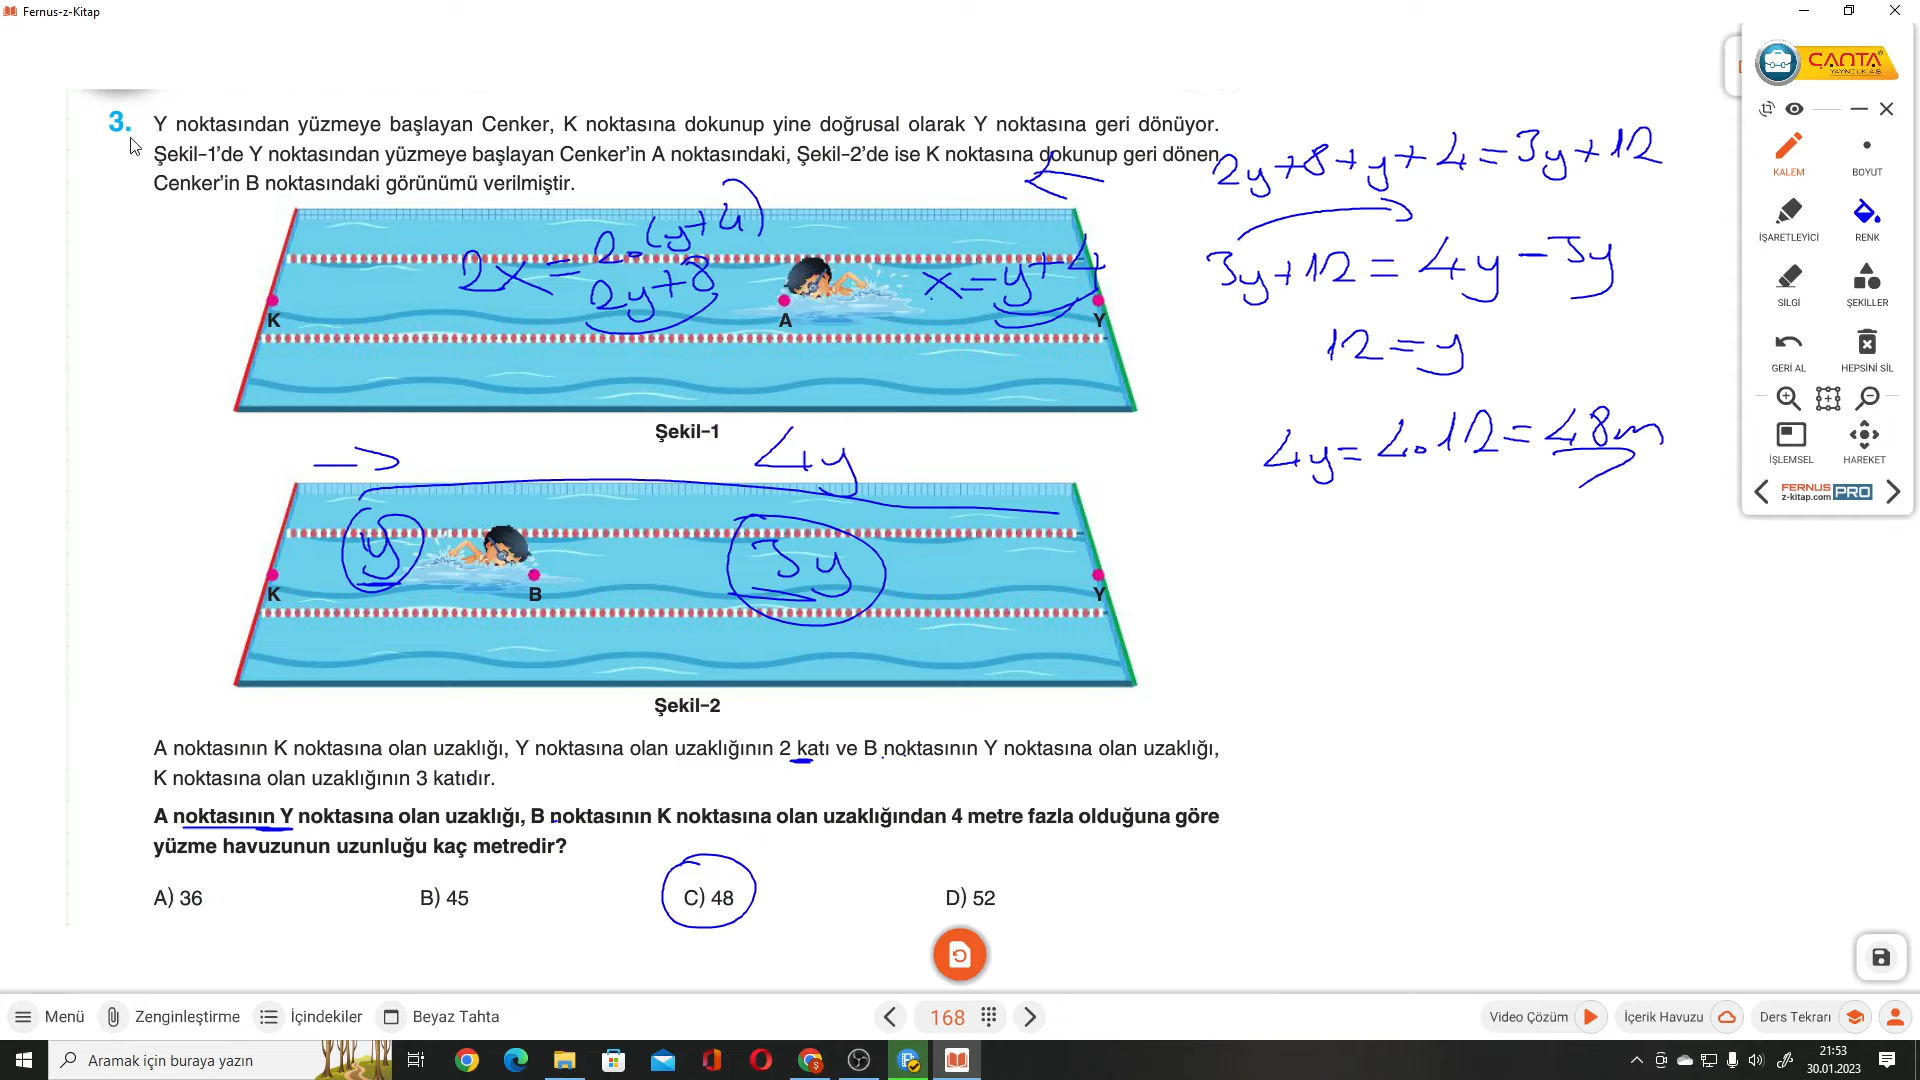 Fernus-z-Kitap
ÇANTA
YAYINCILIK AŞ
3. Y noktasından yüzmeye başlayan Cenker, K noktasına dokunup yine doğrusal olarak Y noktasına geri dönüyor.
Şekil-1'de Y noktasından yüzmeye başlayan Cenker'in A noktasındaki, Şekil-2'de ise K noktasına dokunup geri dönen
Cenker'in B noktasındaki görünümü verilmiştir.
2y+8+y+4=3y+12
3y+12=4y-3y
12=y
4y=4.12=48m
2x=2.(y+4)
2y+8
x=y+4
K
A
Y
Şekil-1
4y
y
3y
K
B
Y
Şekil-2
A noktasının K noktasına olan uzaklığı, Y noktasına olan uzaklığının 2 katı ve B noktasının Y noktasına olan uzaklığı,
K noktasına olan uzaklığının 3 katıdır.
A noktasının Y noktasına olan uzaklığı, B noktasının K noktasına olan uzaklığından 4 metre fazla olduğuna göre
yüzme havuzunun uzunluğu kaç metredir?
A) 36 B) 45 C) 48 D) 52
KALEM BOYUT
İŞARETLEYİCİ RENK
SİLGİ ŞEKİLLER
GERİ AL HEPSİNİ SİL
İŞLEMSEL HAREKET
FERNUS
z-kitap.com PRO
Menü Zenginleştirme İçindekiler Beyaz Tahta 168 Video Çözüm İçerik Havuzu Ders Tekrarı
Aramak için buraya yazın
21:53
30.01.2023